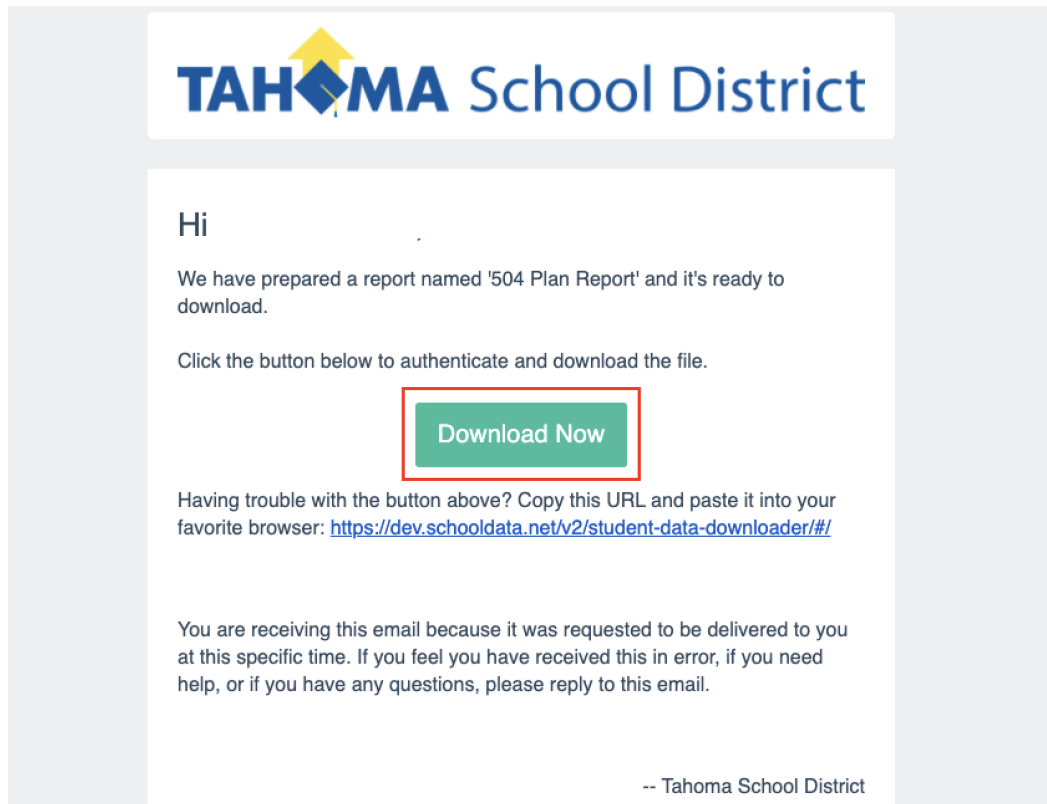 TAHOMA School District
Hi
,
We have prepared a report named '504 Plan Report' and it's ready to
download.
Click the button below to authenticate and download the file.
Download Now
Having trouble with the button above? Copy this URL and paste it into your
favorite browser: https://dev.schooldata.net/v2/student-data-downloader/#/
You are receiving this email because it was requested to be delivered to you
at this specific time. If you feel you have received this in error, if you need
help, or if you have any questions, please reply to this email.
-- Tahoma School District